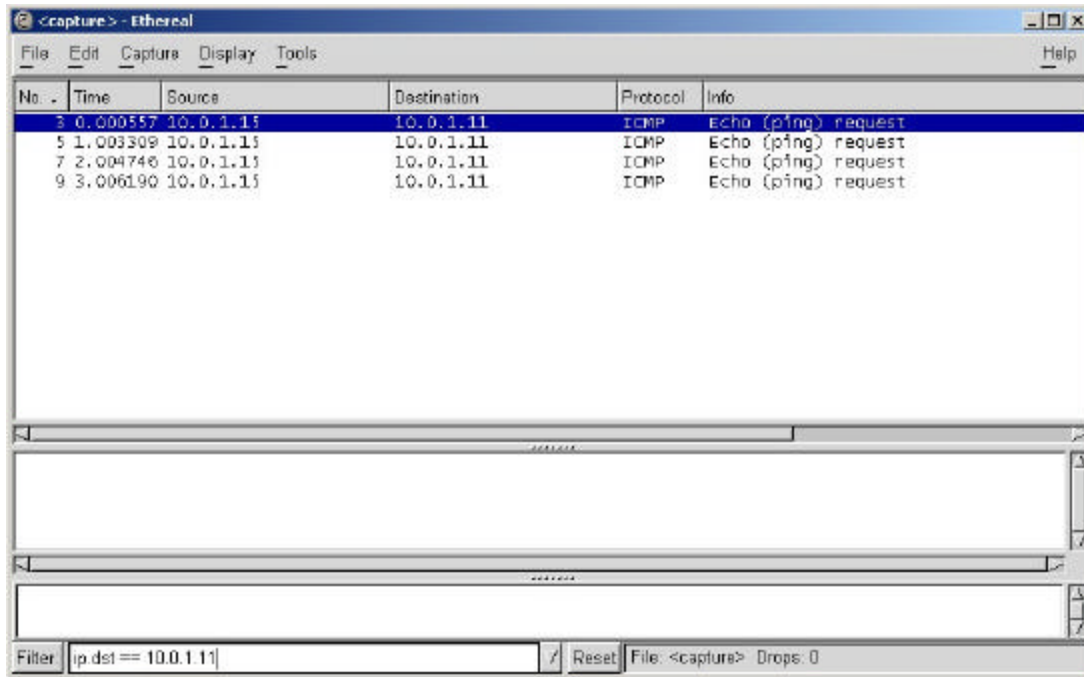 <capture> - Ethereal
File Edit Capture Display Tools Help
No. . Time Source Destination Protocol Info
3 0.000557 10.0.1.15 10.0.1.11 ICMP Echo (ping) request
5 1.003309 10.0.1.15 10.0.1.11 ICMP Echo (ping) request
7 2.004746 10.0.1.15 10.0.1.11 ICMP Echo (ping) request
9 3.006190 10.0.1.15 10.0.1.11 ICMP Echo (ping) request
Filter: ip.dst == 10.0.1.11 / Reset File: <capture> Drops: 0